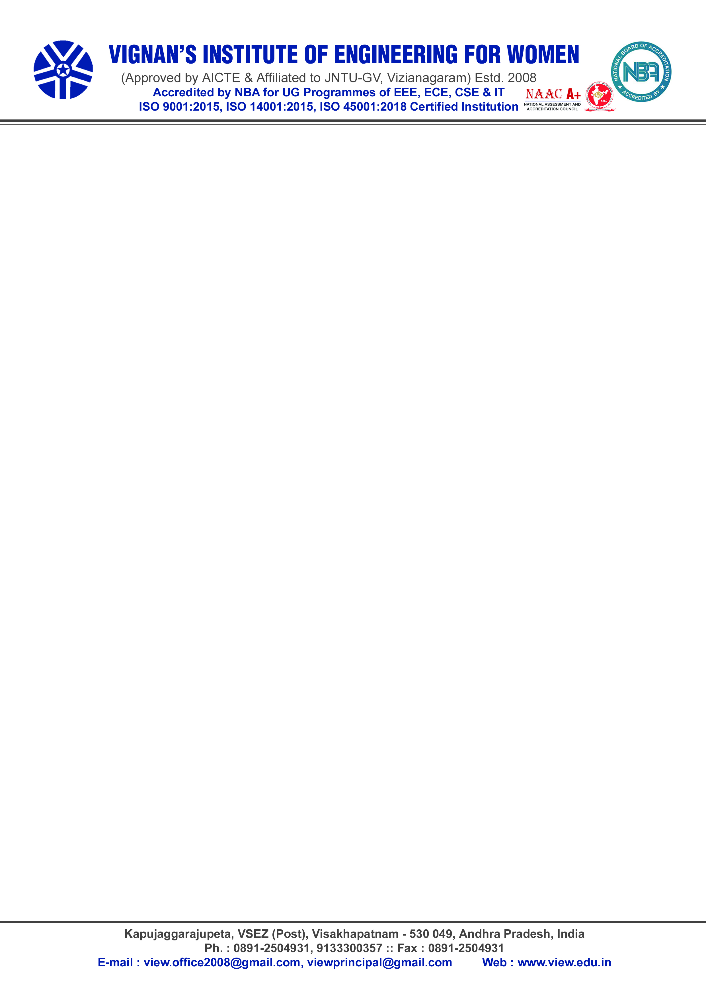 VIGNAN’S INSTITUTE OF ENGINEERING FOR WOMEN
(Approved by AICTE & Affiliated to JNTU-GV, Vizianagaram) Estd. 2008
Accredited by NBA for UG Programmes of EEE, ECE, CSE & IT
ISO 9001:2015, ISO 14001:2015, ISO 45001:2018 Certified Institution
NAAC A+
NATIONAL ASSESSMENT AND
ACCREDITATION COUNCIL
NAAC
NATIONAL BOARD OF ACCREDITATION
NBA
★ ACCREDITED BY ★
Kapujaggarajupeta, VSEZ (Post), Visakhapatnam - 530 049, Andhra Pradesh, India
Ph. : 0891-2504931, 9133300357 :: Fax : 0891-2504931
E-mail : view.office2008@gmail.com, viewprincipal@gmail.com Web : www.view.edu.in